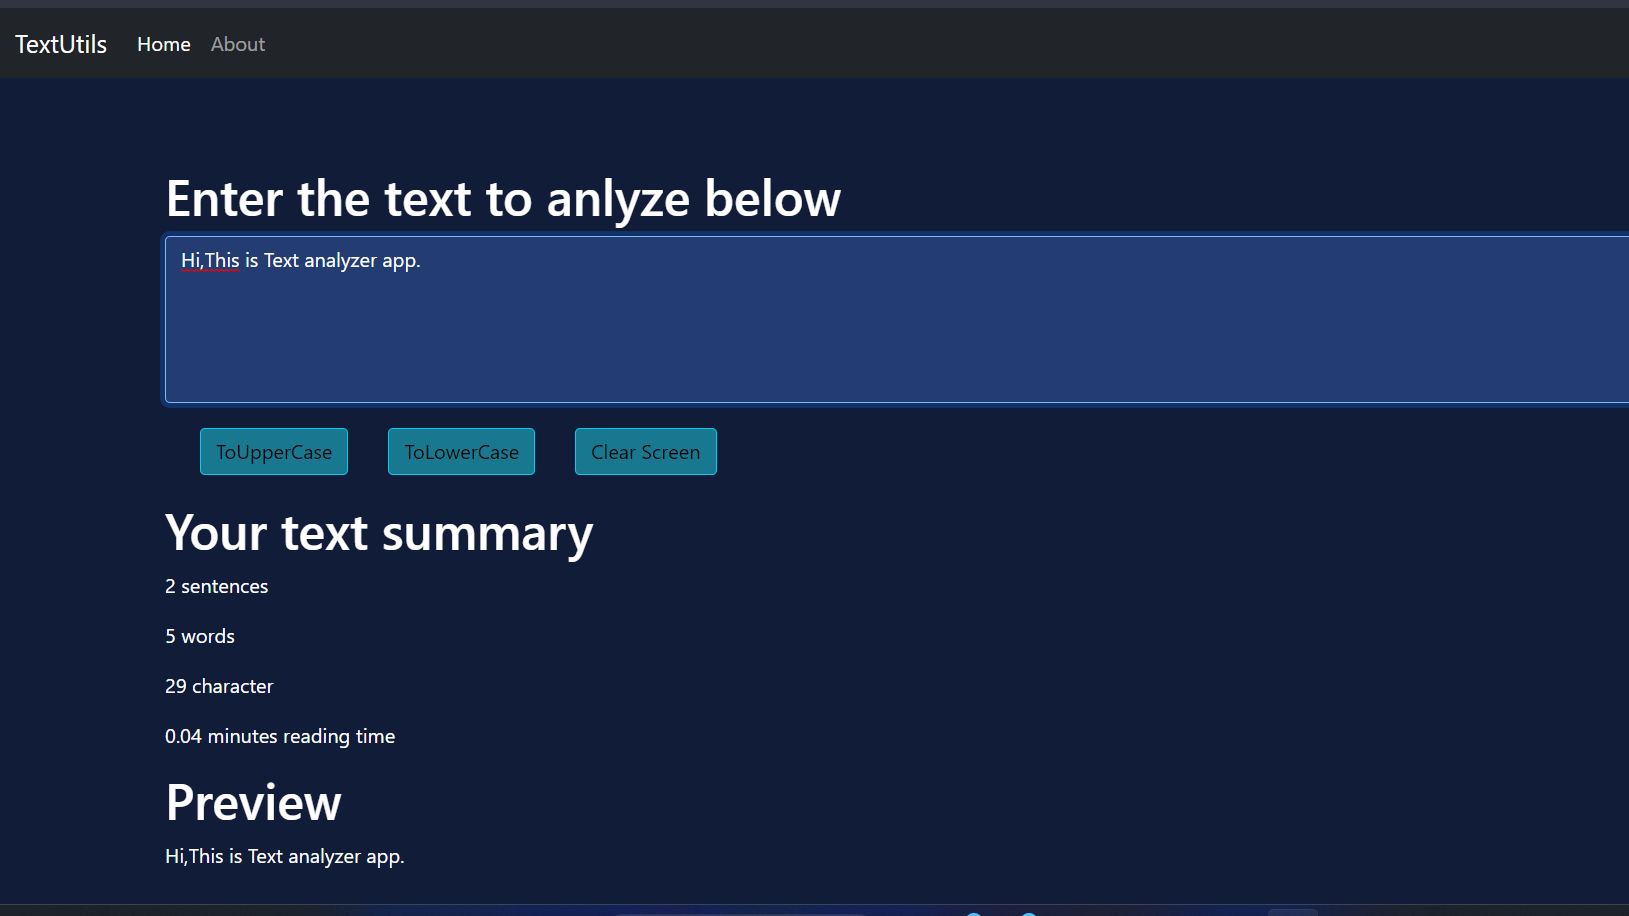 TextUtils Home About
Enter the text to anlyze below
Hi,This is Text analyzer app.
ToUpperCase ToLowerCase Clear Screen
Your text summary
2 sentences
5 words
29 character
0.04 minutes reading time
Preview
Hi,This is Text analyzer app.